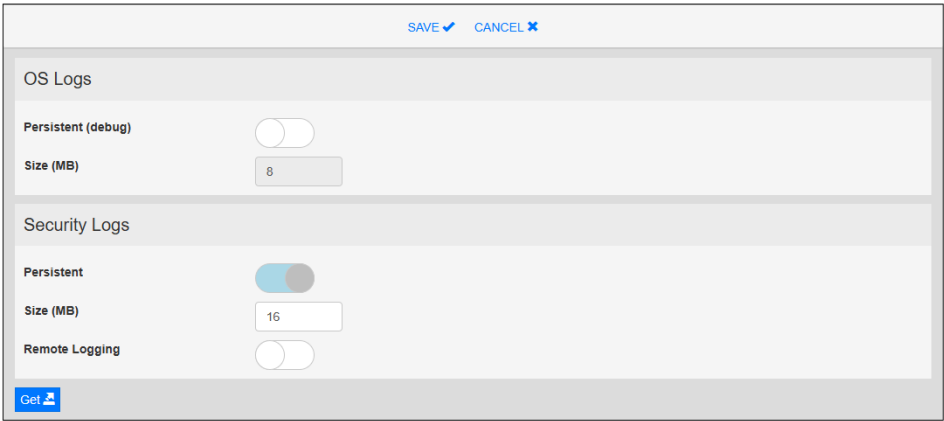 SAVE CANCEL
OS Logs
Persistent (debug)
Size (MB) 8
Security Logs
Persistent
Size (MB) 16
Remote Logging
Get